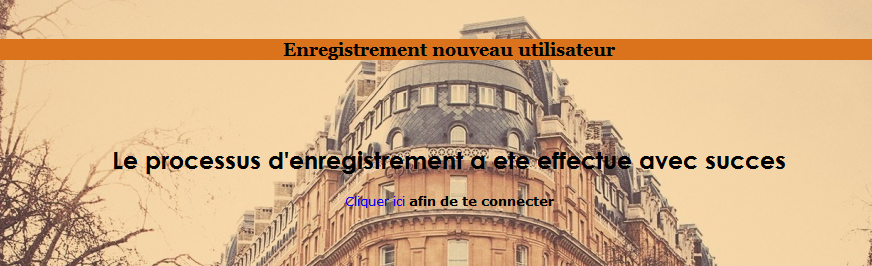 Enregistrement nouveau utilisateur
Le processus d'enregistrement a ete effectue avec succes
Cliquer ici afin de te connecter